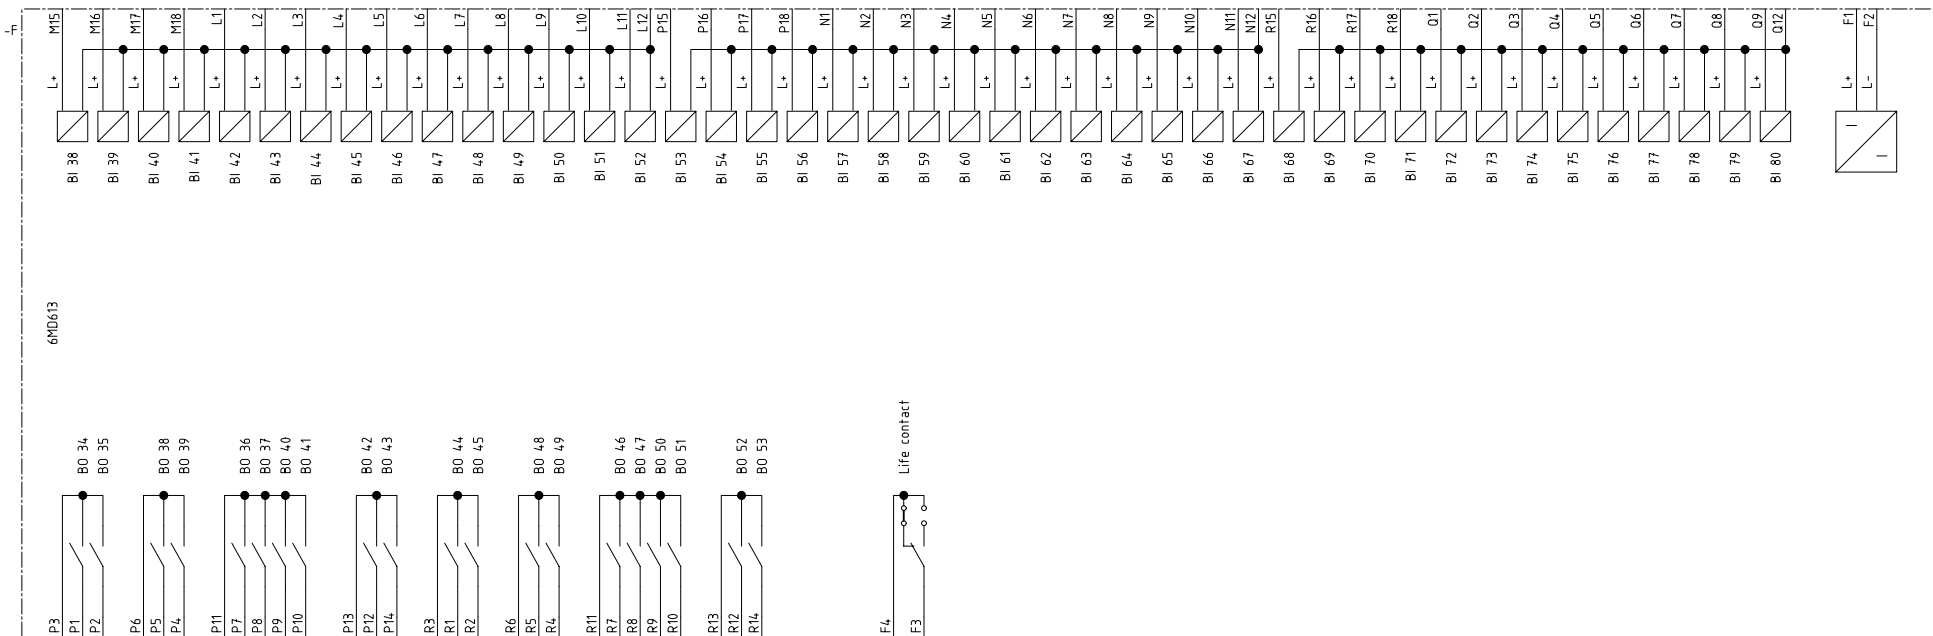 -F
M15 M16 M17 M18 L1 L2 L3 L4 L5 L6 L7 L8 L9 L10 L11 L12 P15 P16 P17 P18 N1 N2 N3 N4 N5 N6 N7 N8 N9 N10 N11 N12 R15 R16 R17 R18 Q1 Q2 Q3 Q4 Q5 Q6 Q7 Q8 Q9 Q12 F1 F2
L+ L+ L+ L+ L+ L+ L+ L+ L+ L+ L+ L+ L+ L+ L+ L+ L+ L+ L+ L+ L+ L+ L+ L+ L+ L+ L+ L+ L+ L+ L+ L+ L+ L+ L+ L+ L+ L+ L+ L+ L+ L+ L+ L+ L-
BI 38 BI 39 BI 40 BI 41 BI 42 BI 43 BI 44 BI 45 BI 46 BI 47 BI 48 BI 49 BI 50 BI 51 BI 52 BI 53 BI 54 BI 55 BI 56 BI 57 BI 58 BI 59 BI 60 BI 61 BI 62 BI 63 BI 64 BI 65 BI 66 BI 67 BI 68 BI 69 BI 70 BI 71 BI 72 BI 73 BI 74 BI 75 BI 76 BI 77 BI 78 BI 79 BI 80
6MD613
BO 34 BO 35 BO 38 BO 39 BO 36 BO 37 BO 40 BO 41 BO 42 BO 43 BO 44 BO 45 BO 48 BO 49 BO 46 BO 47 BO 50 BO 51 BO 52 BO 53 Life contact
P3 P1 P2 P6 P5 P4 P11 P7 P8 P9 P10 P13 P12 P14 R3 R1 R2 R6 R5 R4 R11 R7 R8 R9 R10 R13 R12 R14 F4 F3